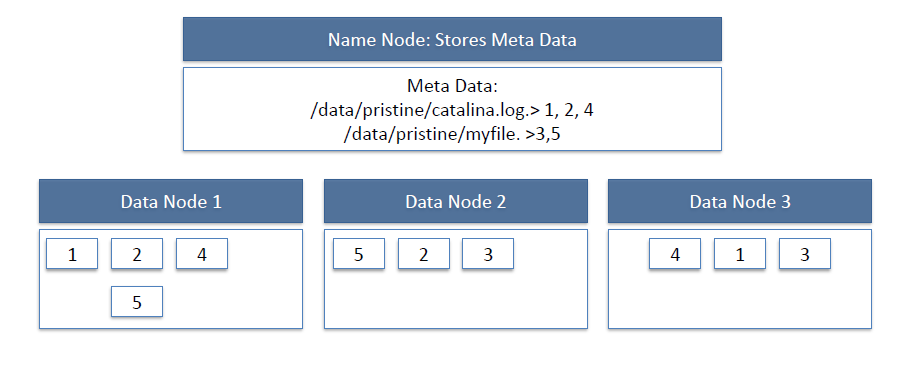 Name Node: Stores Meta Data
Meta Data:
/data/pristine/catalina.log.> 1, 2, 4
/data/pristine/myfile. >3,5
Data Node 1
1 2 4
5
Data Node 2
5 2 3
Data Node 3
4 1 3